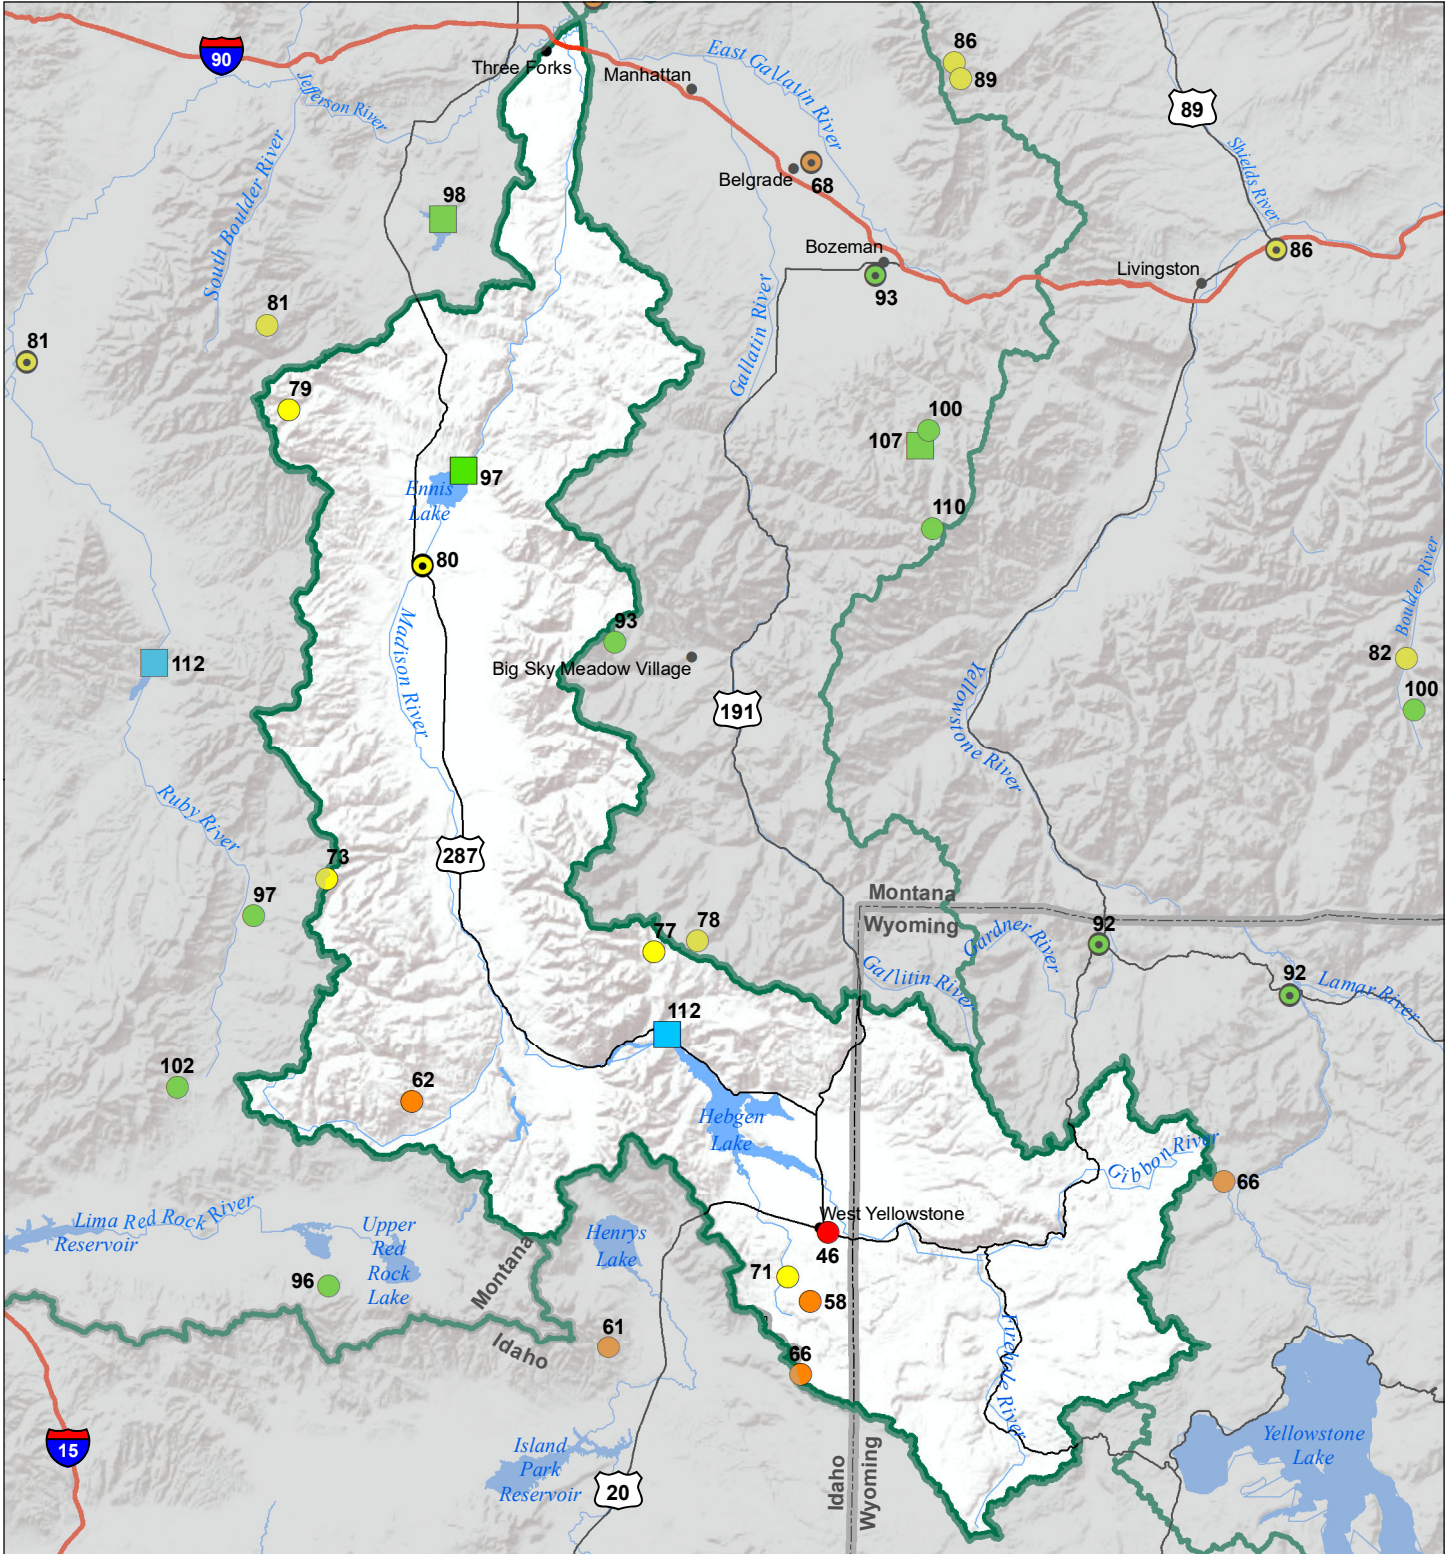 86
90
89
East Gallatin River
Three Forks
Manhattan
89
Jefferson River
South Boulder River
Shields River
Belgrade
68
98
Bozeman
86
Livingston
93
81
Gallatin River
81
79
100
107
97
Ennis
Lake
110
80
Boulder River
Madison River
93
82
112
Big Sky Meadow Village
100
191
Yellowstone River
Ruby River
73
287
Montana
Wyoming
97
92
78
77
Gardner River
Gallitin River
92
Lamar River
112
102
62
Hebgen
Lake
Gibbon River
66
Lima Red Rock River
Reservoir
Upper
Red
Rock
Lake
Henrys
Lake
West Yellowstone
46
Montana
96
71
58
61
Idaho
66
Firehole River
15
Island
Park
Reservoir
20
Idaho
Wyoming
Yellowstone
Lake